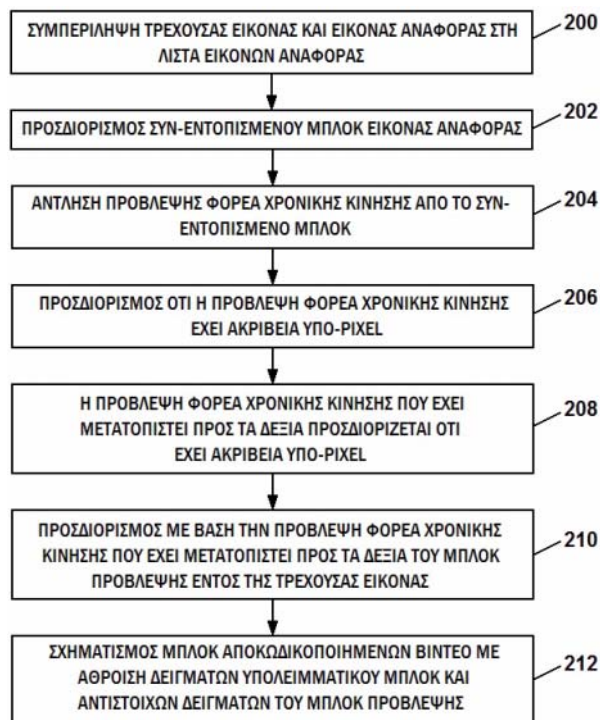 ΣΥΜΠΕΡΙΛΗΨΗ ΤΡΕΧΟΥΣΑΣ ΕΙΚΟΝΑΣ ΚΑΙ ΕΙΚΟΝΑΣ ΑΝΑΦΟΡΑΣ ΣΤΗ
ΛΙΣΤΑ ΕΙΚΟΝΩΝ ΑΝΑΦΟΡΑΣ
200
ΠΡΟΣΔΙΟΡΙΣΜΟΣ ΣΥΝ-ΕΝΤΟΠΙΣΜΕΝΟΥ ΜΠΛΟΚ ΕΙΚΟΝΑΣ ΑΝΑΦΟΡΑΣ
202
ΑΝΤΛΗΣΗ ΠΡΟΒΛΕΨΗΣ ΦΟΡΕΑ ΧΡΟΝΙΚΗΣ ΚΙΝΗΣΗΣ ΑΠΟ ΤΟ ΣΥΝ-
ΕΝΤΟΠΙΣΜΕΝΟ ΜΠΛΟΚ
204
ΠΡΟΣΔΙΟΡΙΣΜΟΣ ΟΤΙ Η ΠΡΟΒΛΕΨΗ ΦΟΡΕΑ ΧΡΟΝΙΚΗΣ ΚΙΝΗΣΗΣ
ΕΧΕΙ ΑΚΡΙΒΕΙΑ ΥΠΟ-PIXEL
206
Η ΠΡΟΒΛΕΨΗ ΦΟΡΕΑ ΧΡΟΝΙΚΗΣ ΚΙΝΗΣΗΣ ΠΟΥ ΕΧΕΙ
ΜΕΤΑΤΟΠΙΣΤΕΙ ΠΡΟΣ ΤΑ ΔΕΞΙΑ ΠΡΟΣΔΙΟΡΙΖΕΤΑΙ ΟΤΙ
ΕΧΕΙ ΑΚΡΙΒΕΙΑ ΥΠΟ-PIXEL
208
ΠΡΟΣΔΙΟΡΙΣΜΟΣ ΜΕ ΒΑΣΗ ΤΗΝ ΠΡΟΒΛΕΨΗ ΦΟΡΕΑ ΧΡΟΝΙΚΗΣ
ΚΙΝΗΣΗΣ ΠΟΥ ΕΧΕΙ ΜΕΤΑΤΟΠΙΣΤΕΙ ΠΡΟΣ ΤΑ ΔΕΞΙΑ ΤΟΥ ΜΠΛΟΚ
ΠΡΟΒΛΕΨΗΣ ΕΝΤΟΣ ΤΗΣ ΤΡΕΧΟΥΣΑΣ ΕΙΚΟΝΑΣ
210
ΣΧΗΜΑΤΙΣΜΟΣ ΜΠΛΟΚ ΑΠΟΚΩΔΙΚΟΠΟΙΗΜΕΝΩΝ ΒΙΝΤΕΟ ΜΕ
ΑΘΡΟΙΣΗ ΔΕΙΓΜΑΤΩΝ ΥΠΟΛΕΙΜΜΑΤΙΚΟΥ ΜΠΛΟΚ ΚΑΙ
ΑΝΤΙΣΤΟΙΧΩΝ ΔΕΙΓΜΑΤΩΝ ΤΟΥ ΜΠΛΟΚ ΠΡΟΒΛΕΨΗΣ
212